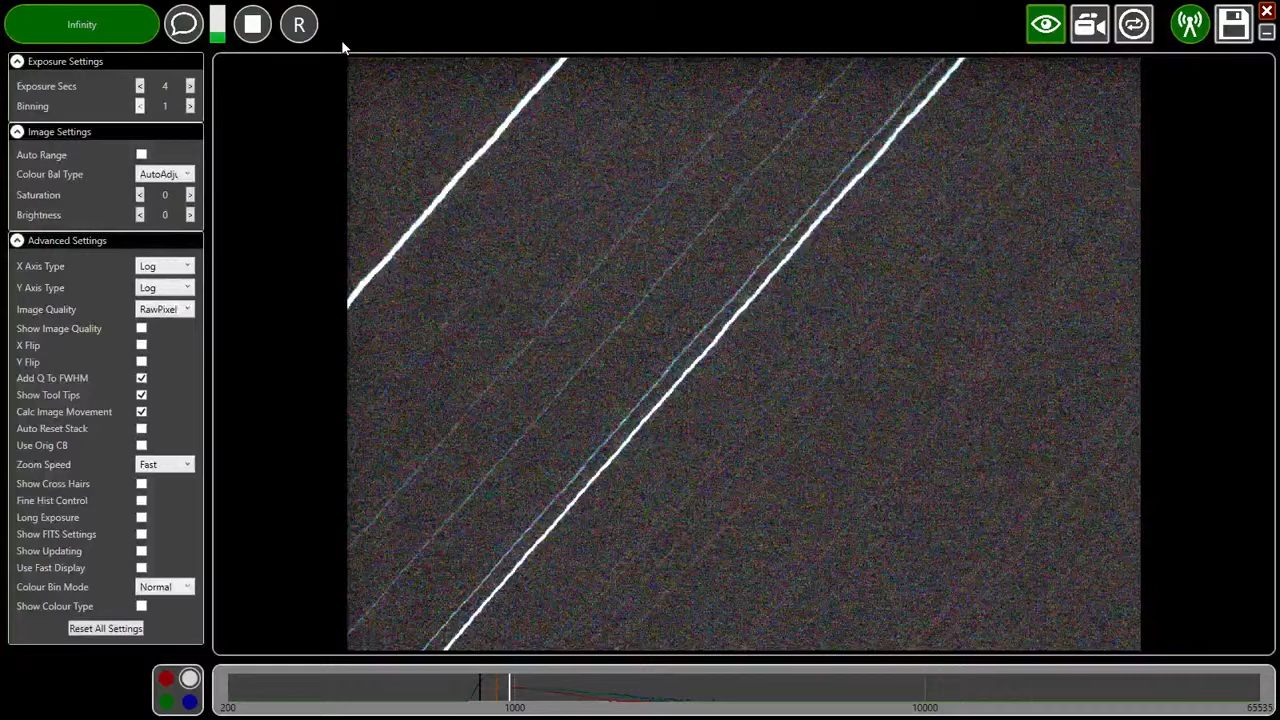 Infinity
R
Exposure Settings
Exposure Secs < 4 >
Binning < 1 >
Image Settings
Auto Range
Colour Bal Type AutoAdju
Saturation < 0 >
Brightness < 0 >
Advanced Settings
X Axis Type Log
Y Axis Type Log
Image Quality RawPixel
Show Image Quality
X Flip
Y Flip
Add Q To FWHM
Show Tool Tips
Calc Image Movement
Auto Reset Stack
Use Orig CB
Zoom Speed Fast
Show Cross Hairs
Fine Hist Control
Long Exposure
Show FITS Settings
Show Updating
Use Fast Display
Colour Bin Mode Normal
Show Colour Type
Reset All Settings
200 1000 10000 65535